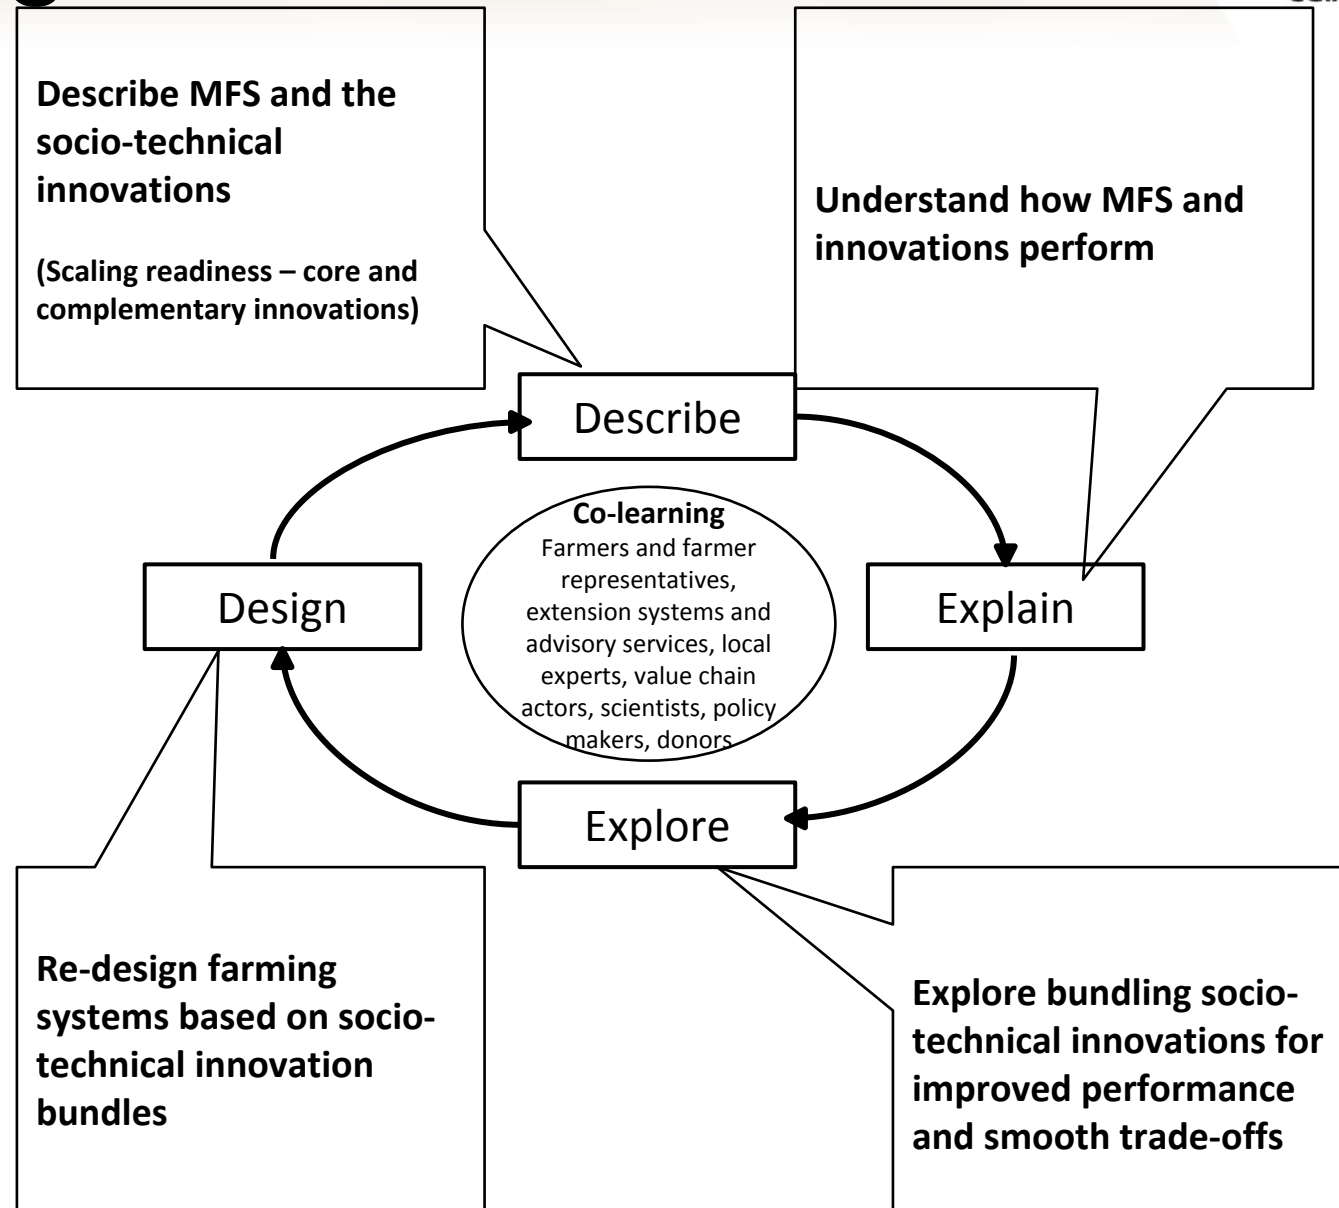 Describe MFS and the
socio-technical
innovations
(Scaling readiness – core and
complementary innovations)
Understand how MFS and
innovations perform
Describe
Co-learning
Farmers and farmer
representatives,
extension systems and
advisory services, local
experts, value chain
actors, scientists, policy
makers, donors
Design
Explain
Explore
Re-design farming
systems based on socio-
technical innovation
bundles
Explore bundling socio-
technical innovations for
improved performance
and smooth trade-offs